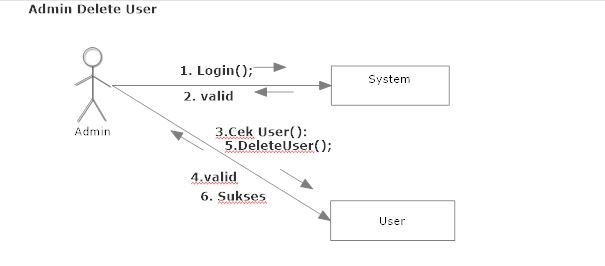 Admin Delete User
1. Login();
System
2. valid
Admin
3.Cek User():
5.DeleteUser();
4.valid
6. Sukses
User